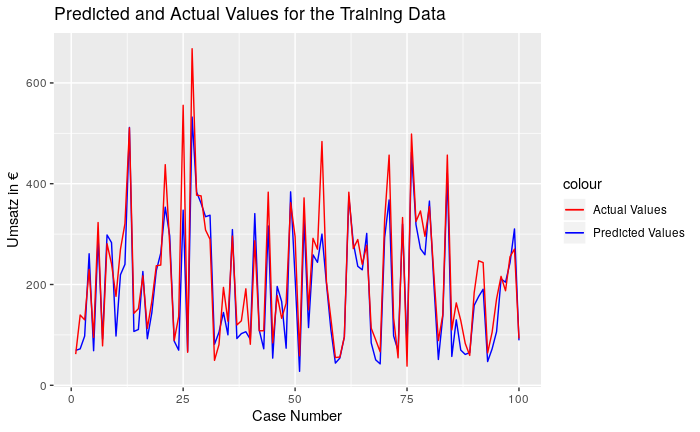 Predicted and Actual Values for the Training Data
Umsatz in €
600
400
200
0
0
25
50
75
100
Case Number
colour
Actual Values
Predicted Values